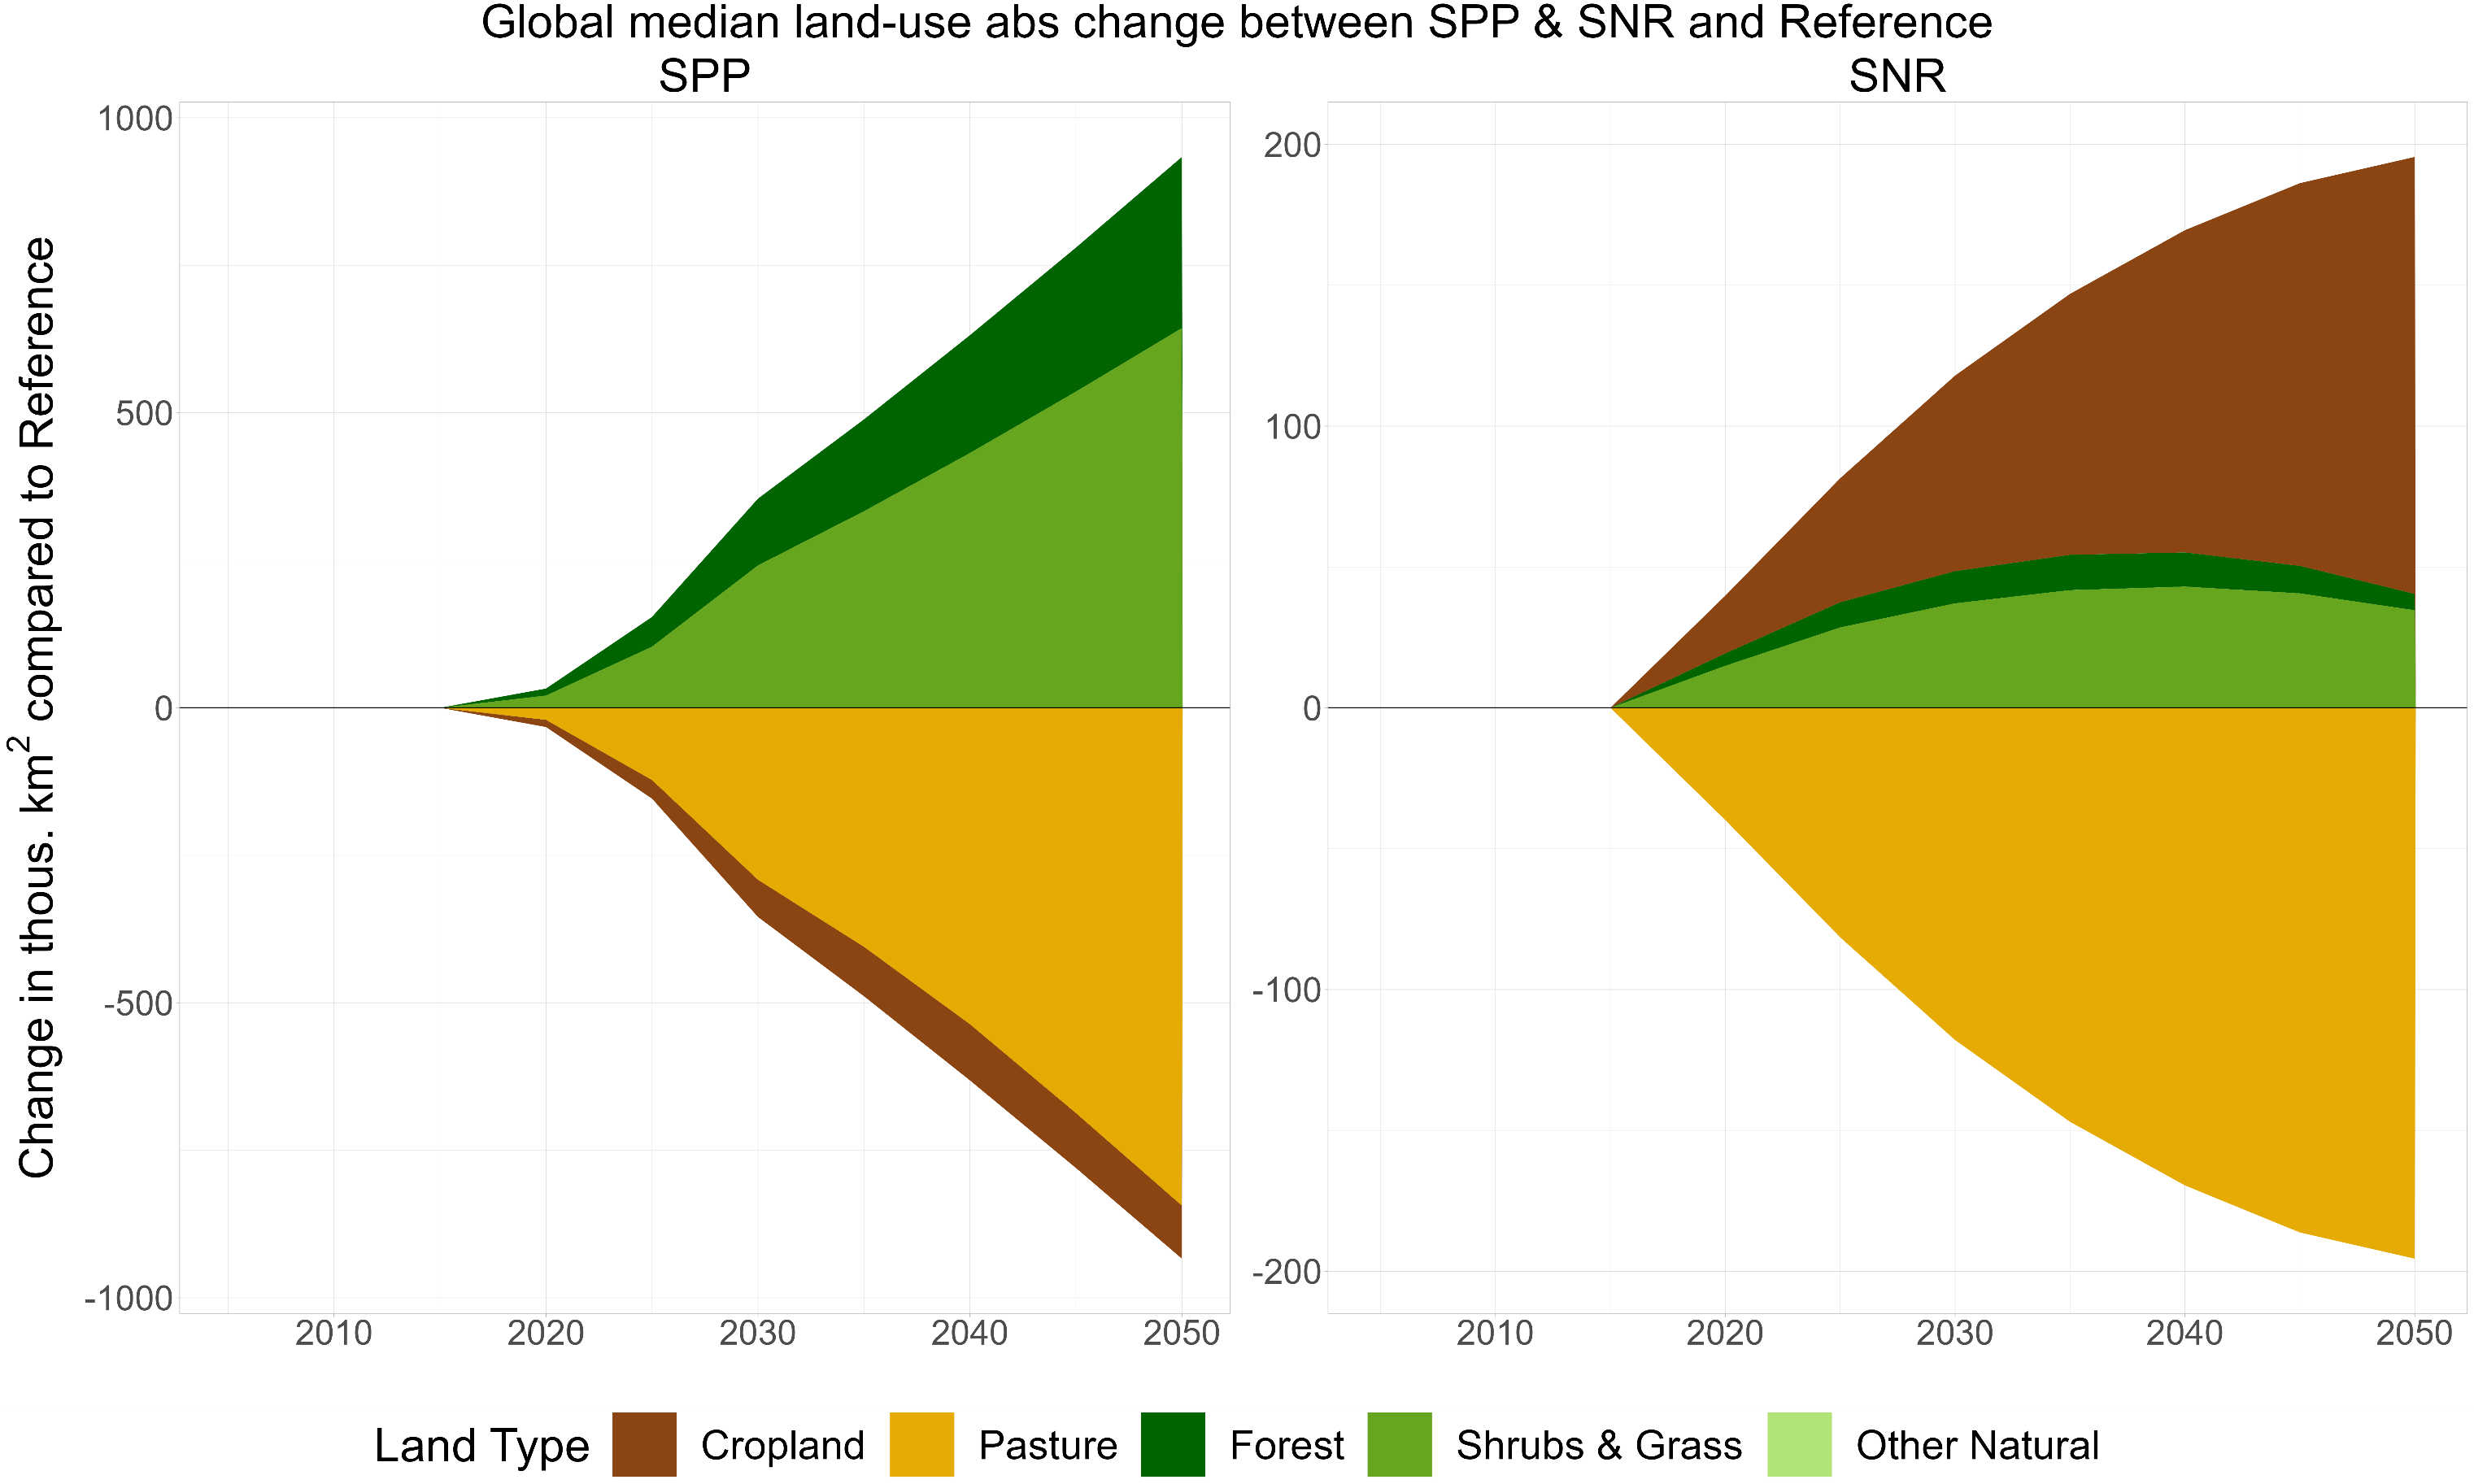 Global median land-use abs change between SPP & SNR and Reference
SPP
SNR
Change in thous. km² compared to Reference
1000
500
0
-500
-1000
2010 2020 2030 2040 2050
200
100
0
-100
-200
2010 2020 2030 2040 2050
Land Type Cropland Pasture Forest Shrubs & Grass Other Natural